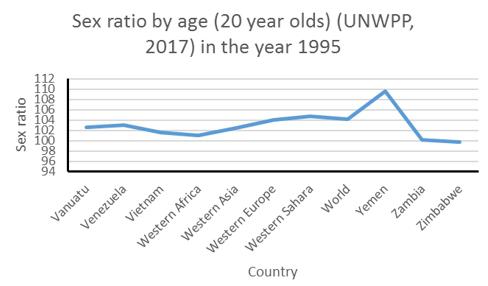 Sex ratio by age (20 year olds) (UNWPP,
2017) in the year 1995
Sex ratio
112
110
108
106
104
102
100
98
96
94
Vanuatu
Venezuela
Vietnam
Western Africa
Western Asia
Western Europe
Western Sahara
World
Yemen
Zambia
Zimbabwe
Country